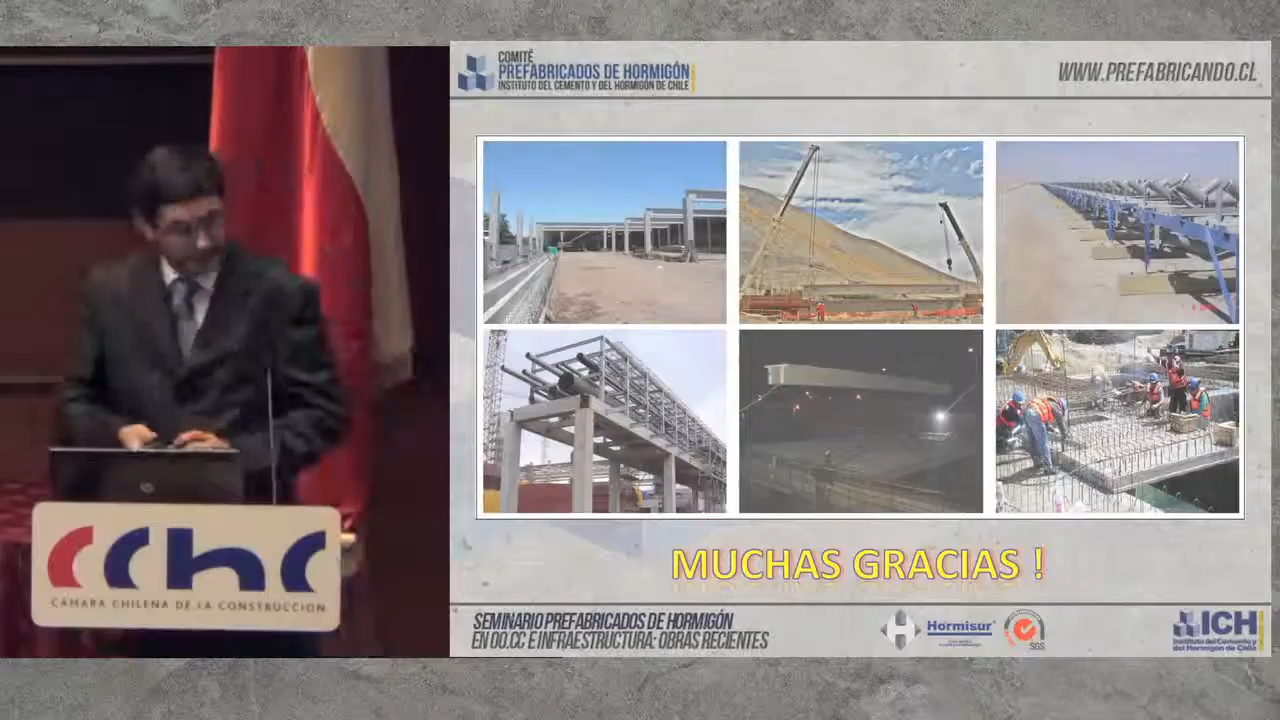 COMITÉ
PREFABRICADOS DE HORMIGÓN
INSTITUTO DEL CEMENTO Y DEL HORMIGÓN DE CHILE
WWW.PREFABRICANDO.CL
MUCHAS GRACIAS !
CChC
CÁMARA CHILENA DE LA CONSTRUCCION
SEMINARIO PREFABRICADOS DE HORMIGÓN
EN OO.CC E INFRAESTRUCTURA: OBRAS RECIENTES
Hormisur
SGS
ICH
Instituto del Cemento y
del Hormigón de Chile